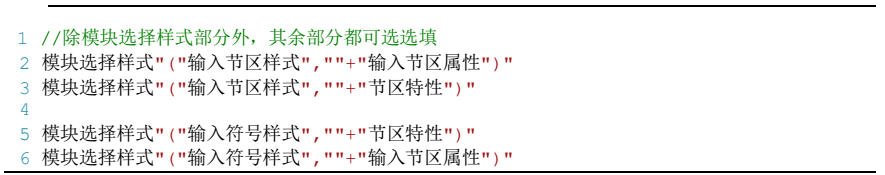 1 //除模块选择样式部分外，其余部分都可选选填
2 模块选择样式"("输入节区样式",""+"输入节区属性")"
3 模块选择样式"("输入节区样式",""+"节区特性")"
4
5 模块选择样式"("输入符号样式",""+"节区特性")"
6 模块选择样式"("输入符号样式",""+"输入节区属性")"